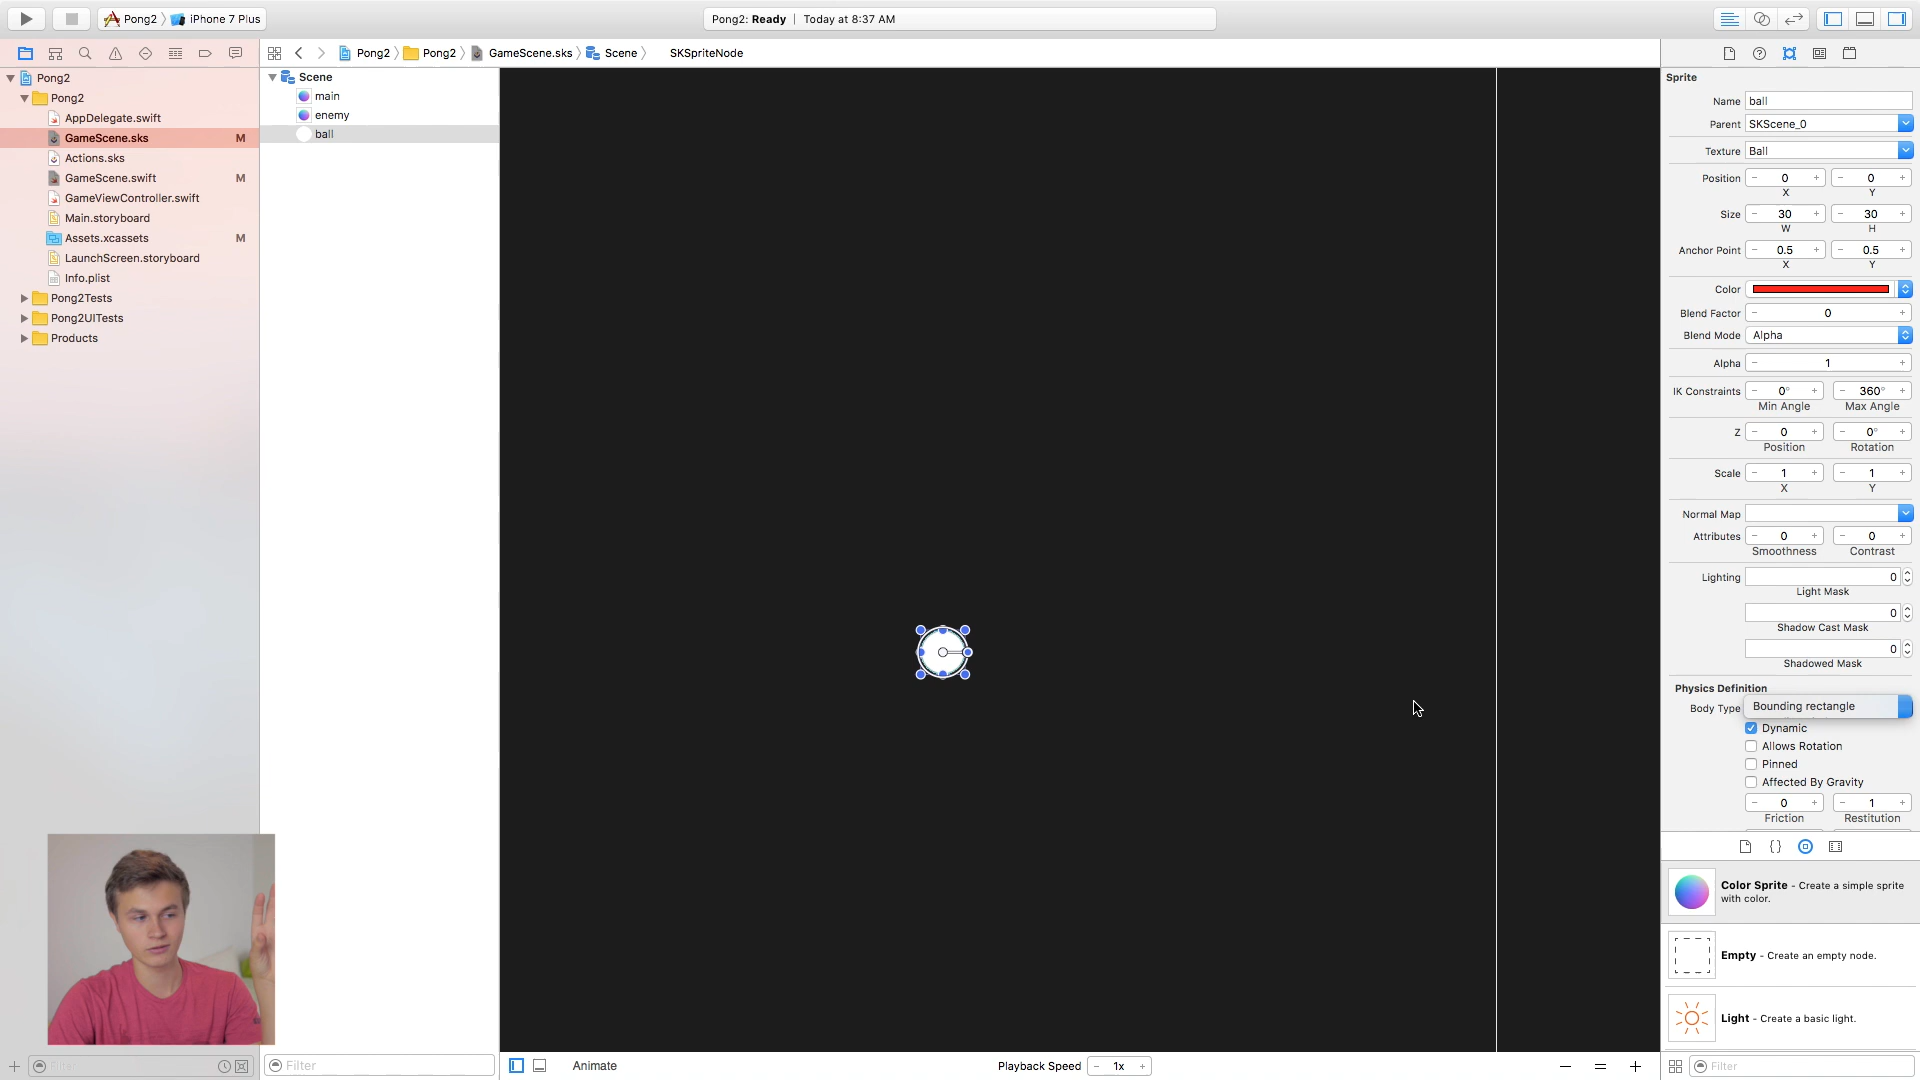 Pong2 iPhone 7 Plus
Pong2: Ready Today at 8:37 AM
Pong2 Pong2 GameScene.sks Scene SKSpriteNode
Pong2
Pong2
AppDelegate.swift
GameScene.sks M
Actions.sks
GameScene.swift M
GameViewController.swift
Main.storyboard
Assets.xcassets M
LaunchScreen.storyboard
Info.plist
Pong2Tests
Pong2UITests
Products
Filter
Scene
main
enemy
ball
Filter
Animate
Playback Speed - 1x +
Sprite
Name ball
Parent SKScene_0
Texture Ball
Position - 0 + - 0 +
X Y
Size - 30 + - 30 +
W H
Anchor Point - 0.5 + - 0.5 +
X Y
Color
Blend Factor - 0 +
Blend Mode Alpha
Alpha - 1 +
IK Constraints - 0° + - 360° +
Min Angle Max Angle
Z - 0 + - 0° +
Position Rotation
Scale - 1 + - 1 +
X Y
Normal Map
Attributes - 0 + - 0 +
Smoothness Contrast
Lighting 0
Light Mask
0
Shadow Cast Mask
0
Shadowed Mask
Physics Definition
Body Type Bounding rectangle
Dynamic
Allows Rotation
Pinned
Affected By Gravity
- 0 + - 1 +
Friction Restitution
Color Sprite - Create a simple sprite
with color.
Empty - Create an empty node.
Light - Create a basic light.
Filter